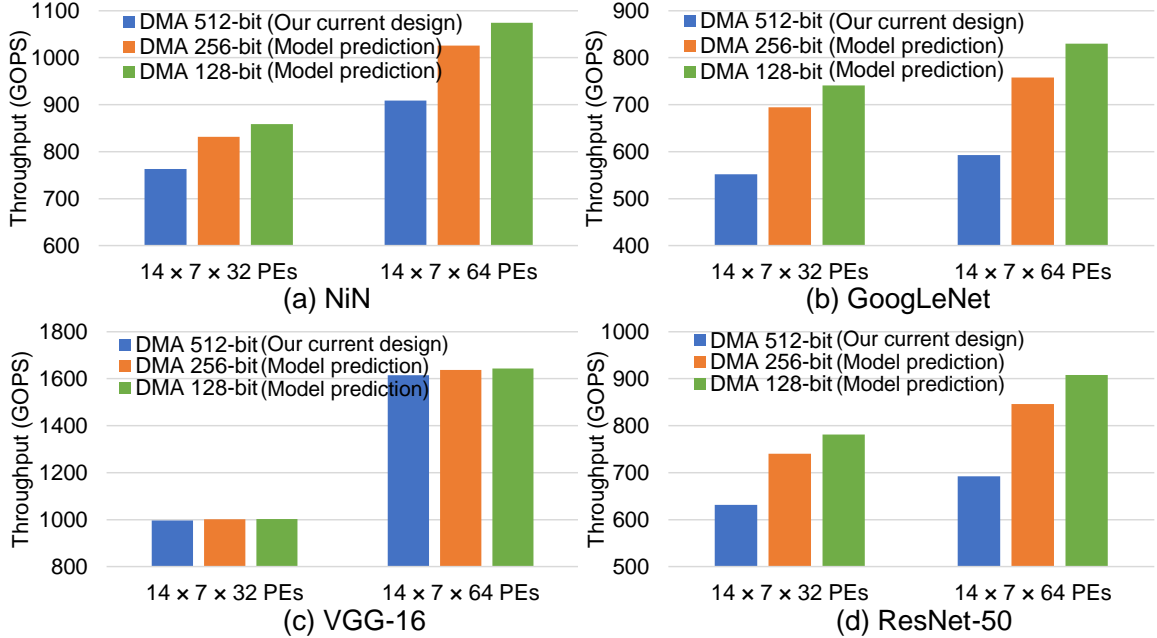 Throughput (GOPS)
1100
1000
900
800
700
600
DMA 512-bit (Our current design)
DMA 256-bit (Model prediction)
DMA 128-bit (Model prediction)
14 × 7 × 32 PEs
14 × 7 × 64 PEs
(a) NiN
Throughput (GOPS)
900
800
700
600
500
400
DMA 512-bit (Our current design)
DMA 256-bit (Model prediction)
DMA 128-bit (Model prediction)
14 × 7 × 32 PEs
14 × 7 × 64 PEs
(b) GoogLeNet
Throughput (GOPS)
1800
1600
1400
1200
1000
800
DMA 512-bit (Our current design)
DMA 256-bit (Model prediction)
DMA 128-bit (Model prediction)
14 × 7 × 32 PEs
14 × 7 × 64 PEs
(c) VGG-16
Throughput (GOPS)
1000
900
800
700
600
500
DMA 512-bit (Our current design)
DMA 256-bit (Model prediction)
DMA 128-bit (Model prediction)
14 × 7 × 32 PEs
14 × 7 × 64 PEs
(d) ResNet-50